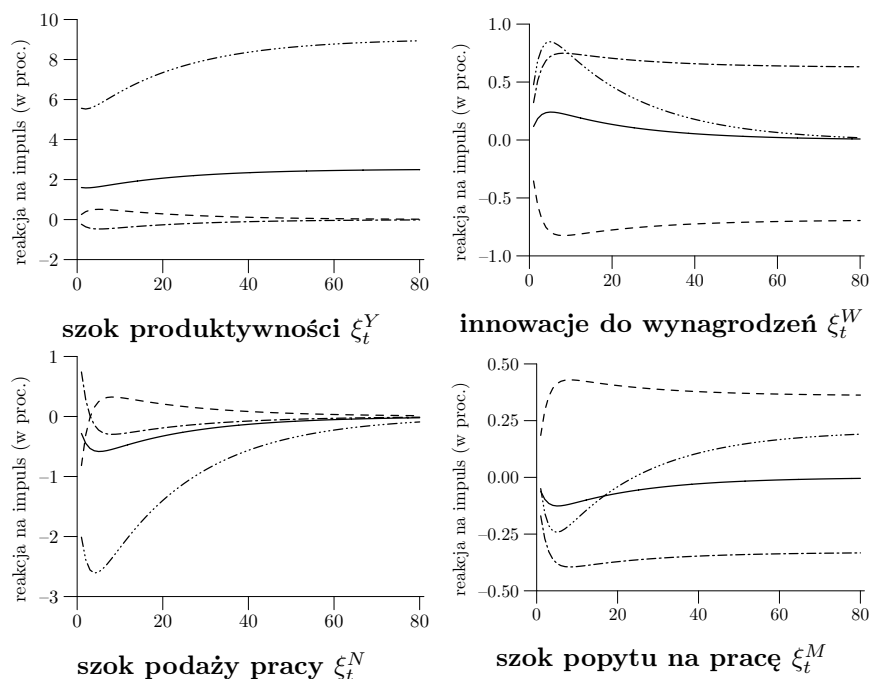 reakcja na impuls (w proc.)
10
8
6
4
2
0
–2
0 20 40 60 80
szok produktywności ξ_t^Y
reakcja na impuls (w proc.)
1.0
0.5
0.0
–0.5
–1.0
0 20 40 60 80
innowacje do wynagrodzeń ξ_t^W
reakcja na impuls (w proc.)
1
0
–1
–2
–3
0 20 40 60 80
szok podaży pracy ξ_t^N
reakcja na impuls (w proc.)
0.50
0.25
0.00
–0.25
–0.50
0 20 40 60 80
szok popytu na pracę ξ_t^M